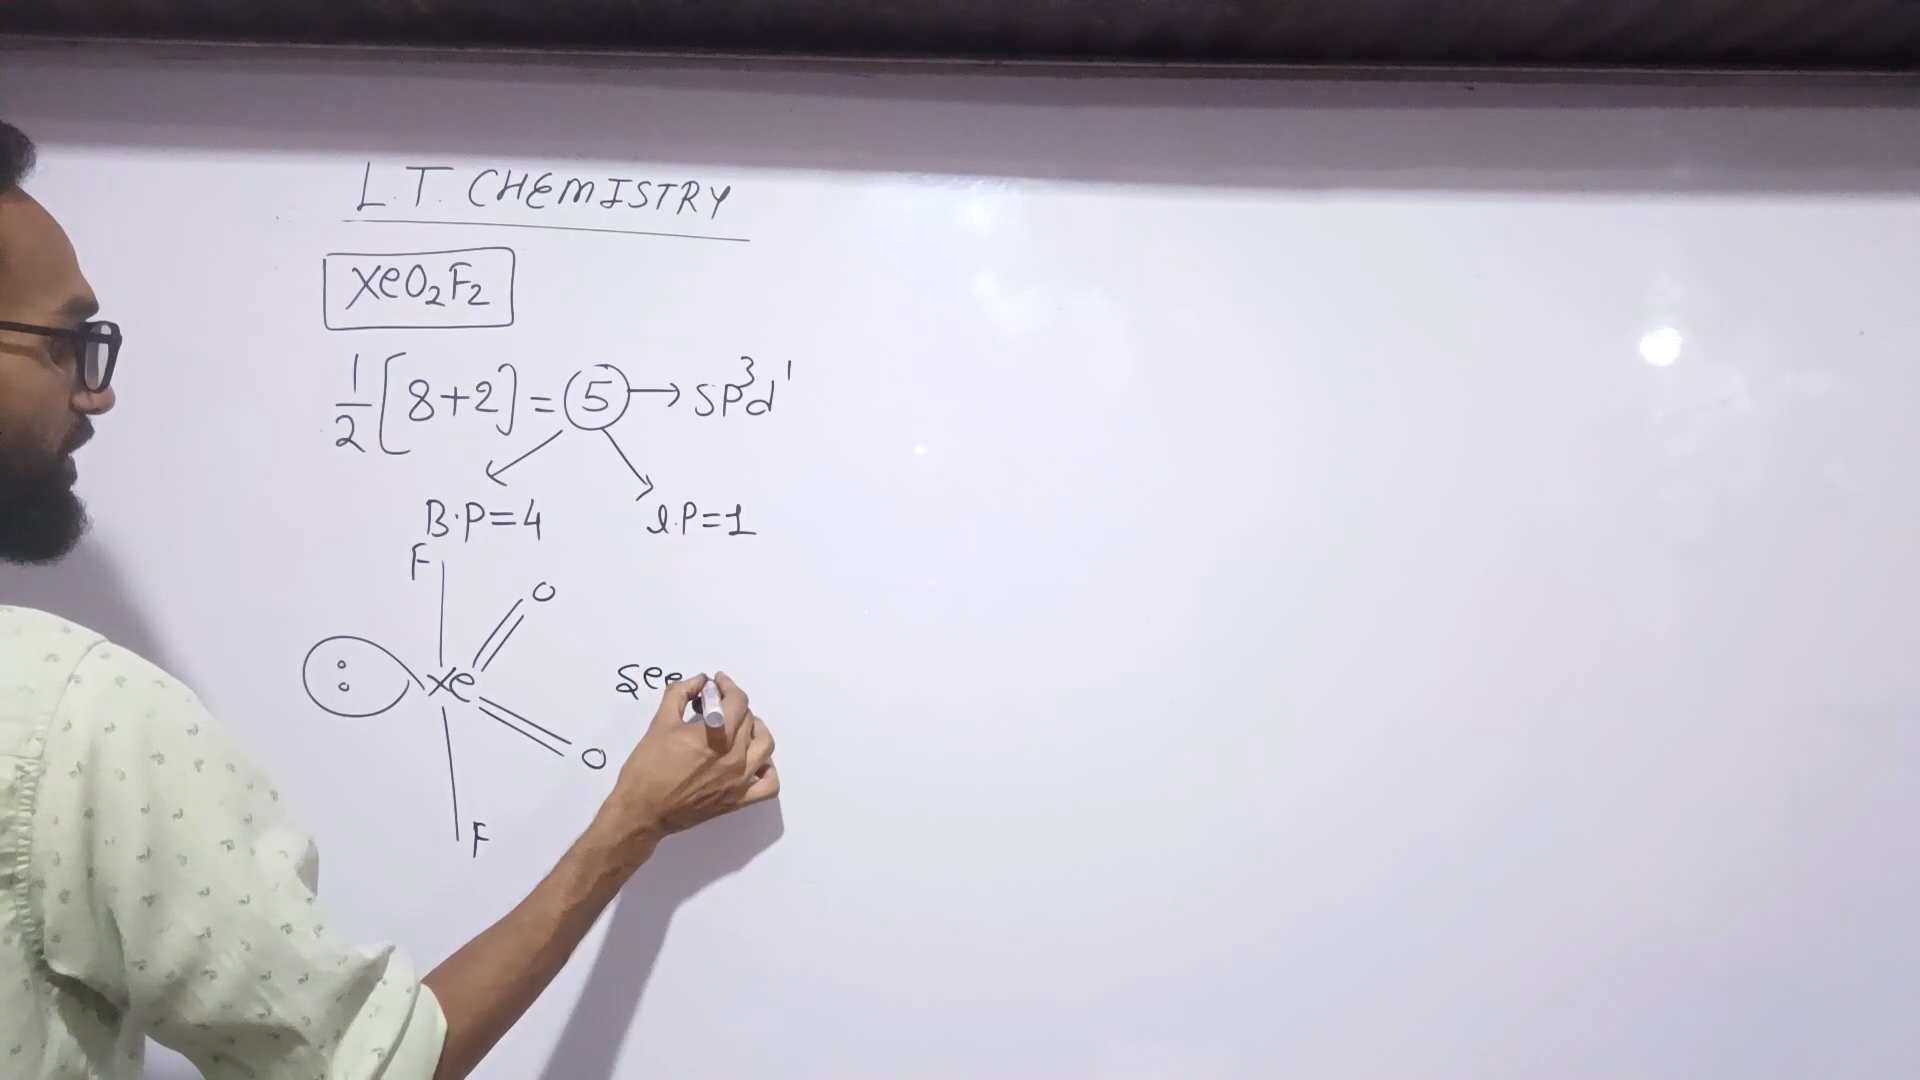 L.T. CHEMISTRY
XeO₂F₂
1/2 [8+2] = 5 → SP³d¹
B.P=4 l.P=1
F
O
: Xe
See
O
F